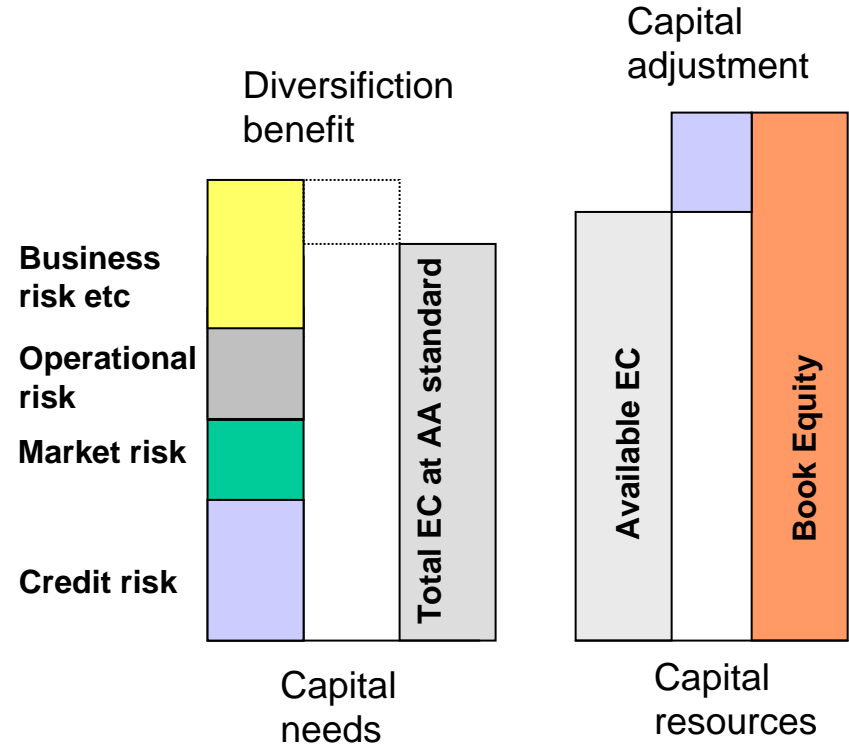 Capital
adjustment
Diversifiction
benefit
Business
risk etc
Operational
risk
Market risk
Credit risk
Total EC at AA standard
Available EC
Book Equity
Capital
needs
Capital
resources